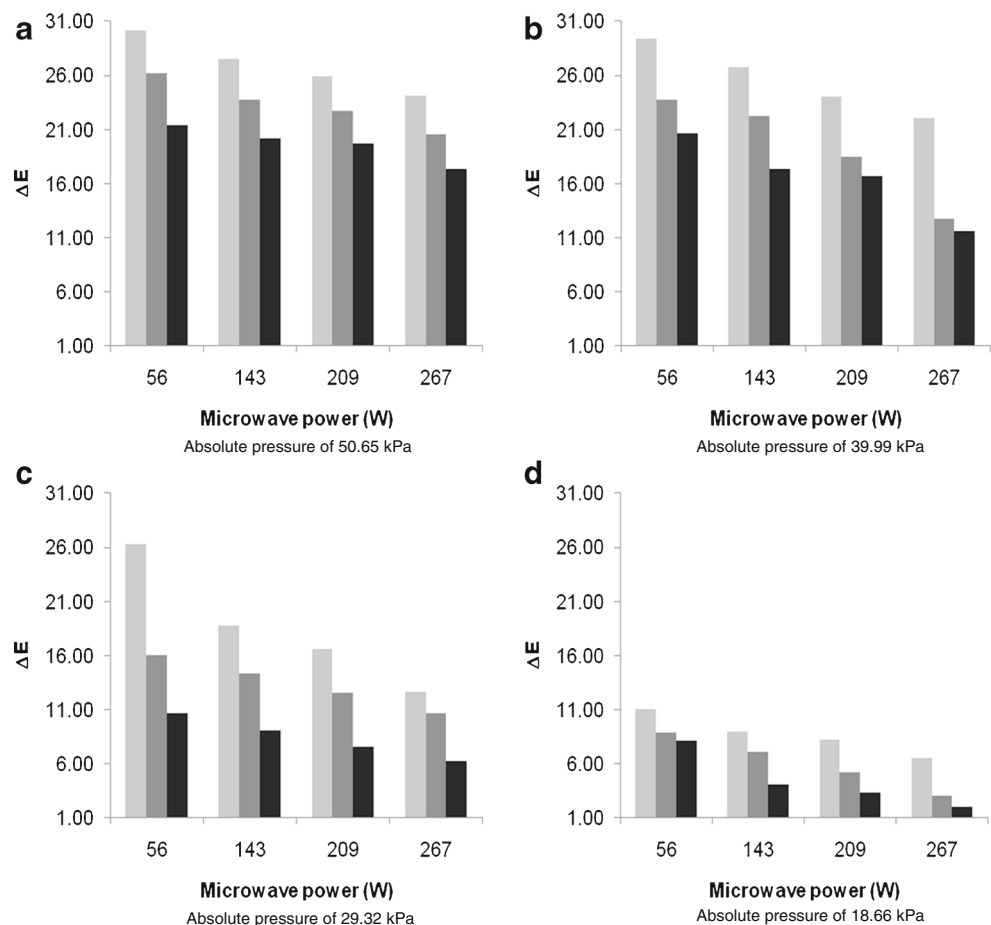 a
31.00
26.00
21.00
16.00
11.00
6.00
1.00
ΔE
56 143 209 267
Microwave power (W)
Absolute pressure of 50.65 kPa
b
31.00
26.00
21.00
16.00
11.00
6.00
1.00
ΔE
56 143 209 267
Microwave power (W)
Absolute pressure of 39.99 kPa
c
31.00
26.00
21.00
16.00
11.00
6.00
1.00
ΔE
56 143 209 267
Microwave power (W)
Absolute pressure of 29.32 kPa
d
31.00
26.00
21.00
16.00
11.00
6.00
1.00
ΔE
56 143 209 267
Microwave power (W)
Absolute pressure of 18.66 kPa